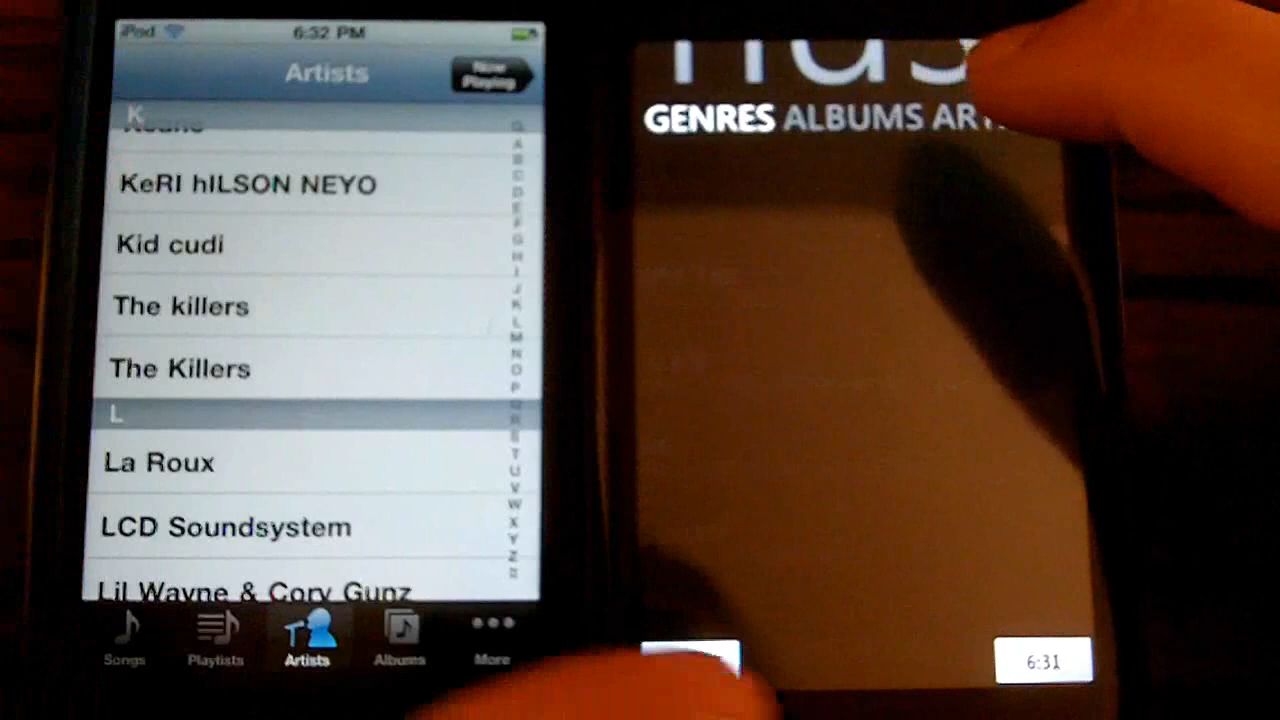 iPod 6:32 PM
Artists
Now
Playing
K
Keane
KeRI hILSON NEYO
Kid cudi
The killers
The Killers
L
La Roux
LCD Soundsystem
Lil Wayne & Cory Gunz
A
B
C
D
E
F
G
H
I
J
K
L
M
N
O
P
Q
R
S
T
U
V
W
X
Y
Z
#
Songs Playlists Artists Albums More
GENRES ALBUMS
6:31